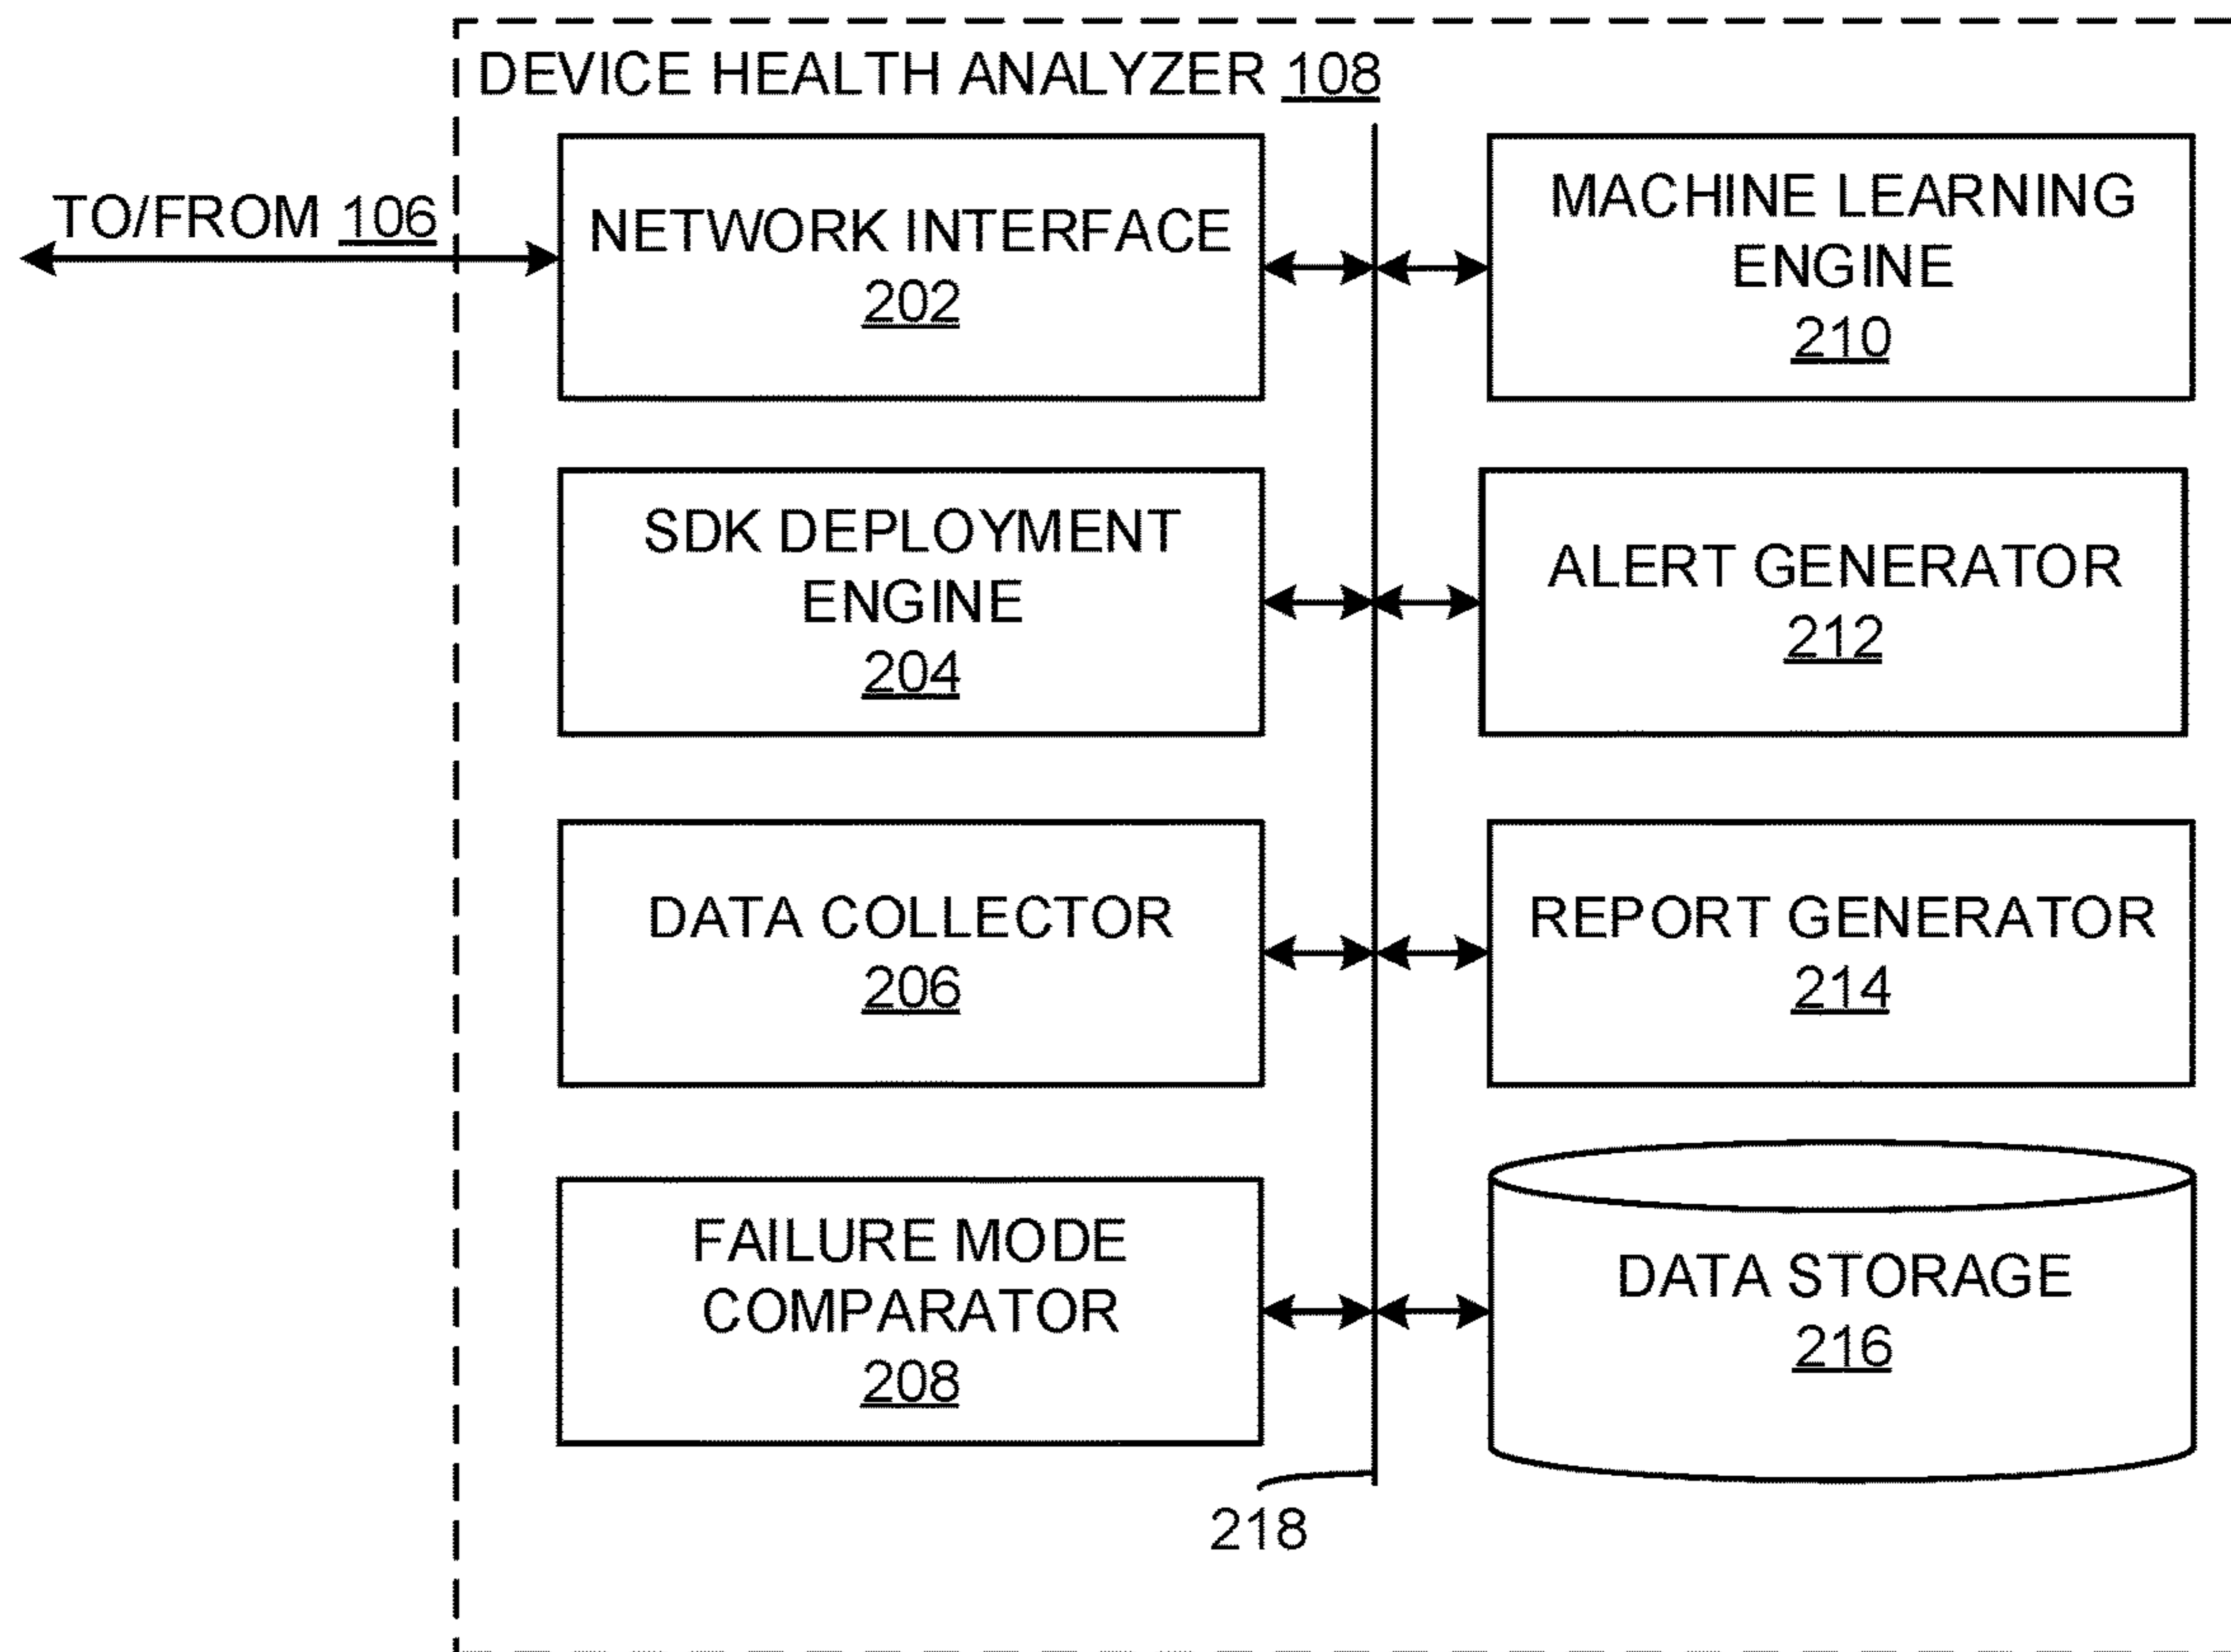 DEVICE HEALTH ANALYZER 108
TO/FROM 106
NETWORK INTERFACE
202
MACHINE LEARNING
ENGINE
210
SDK DEPLOYMENT
ENGINE
204
ALERT GENERATOR
212
DATA COLLECTOR
206
REPORT GENERATOR
214
FAILURE MODE
COMPARATOR
208
DATA STORAGE
216
218